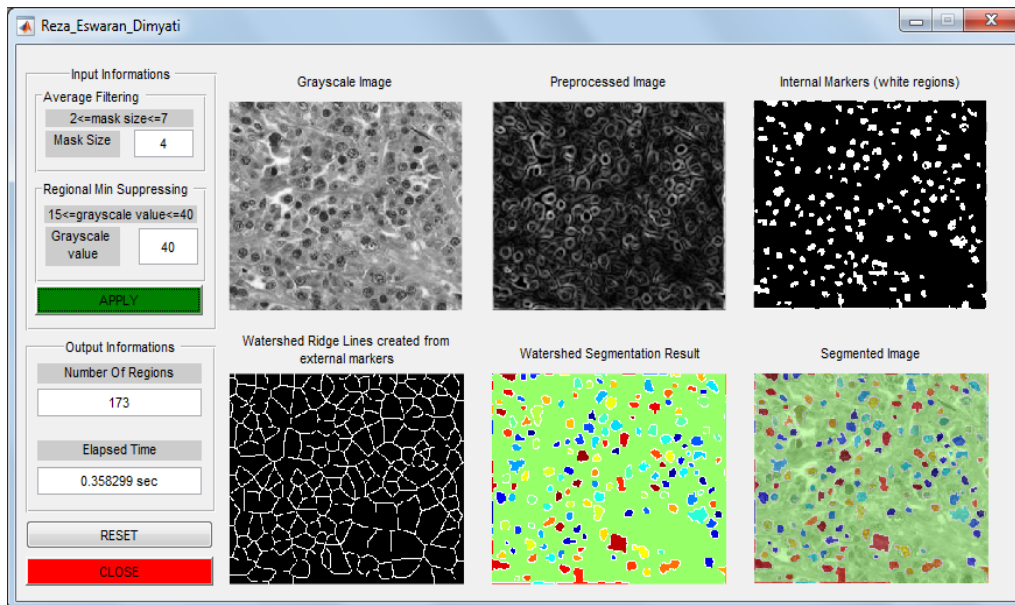 Reza_Eswaran_Dimyati
Input Informations
Average Filtering
2<=mask size<=7
Mask Size
4
Regional Min Suppressing
15<=grayscale value<=40
Grayscale
value
40
APPLY
Output Informations
Number Of Regions
173
Elapsed Time
0.358299 sec
RESET
CLOSE
Grayscale Image
Preprocessed Image
Internal Markers (white regions)
Watershed Ridge Lines created from
external markers
Watershed Segmentation Result
Segmented Image